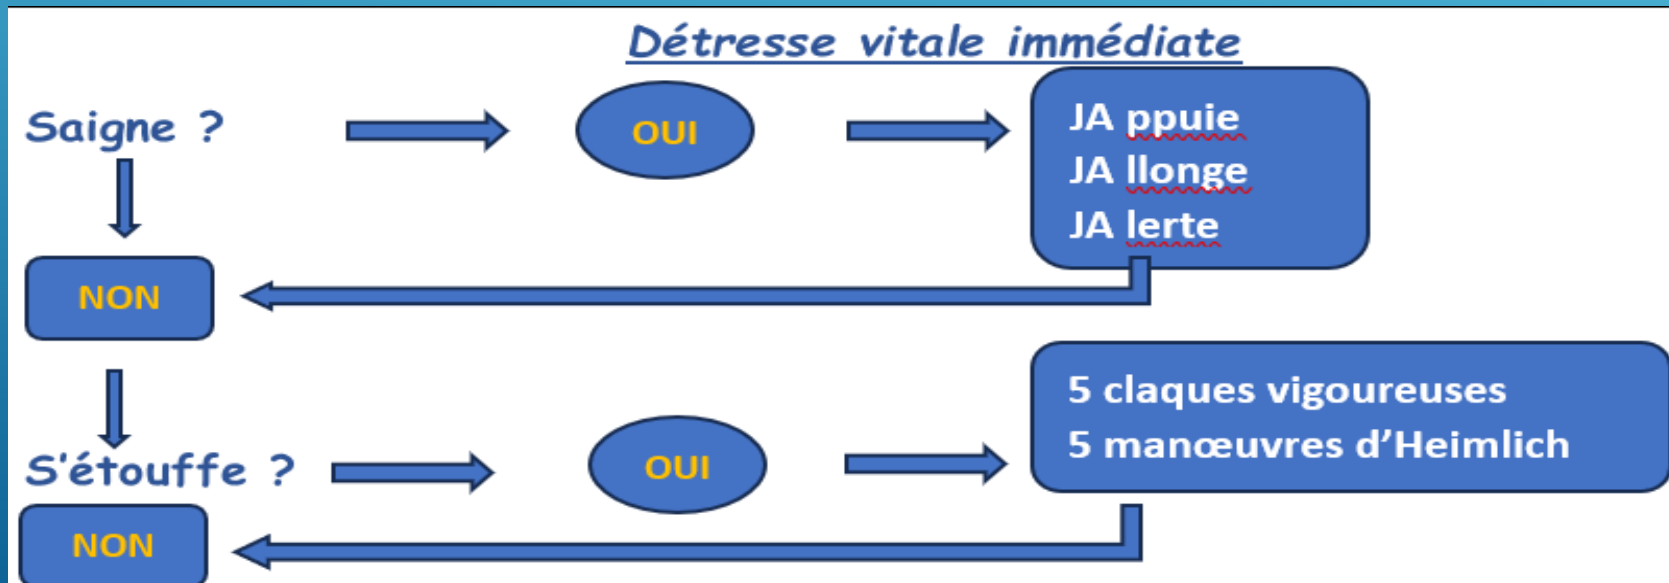 Détresse vitale immédiate
Saigne ?
OUI
JA ppuie
JA llonge
JA lerte
NON
S'étouffe ?
OUI
5 claques vigoureuses
5 manœuvres d'Heimlich
NON